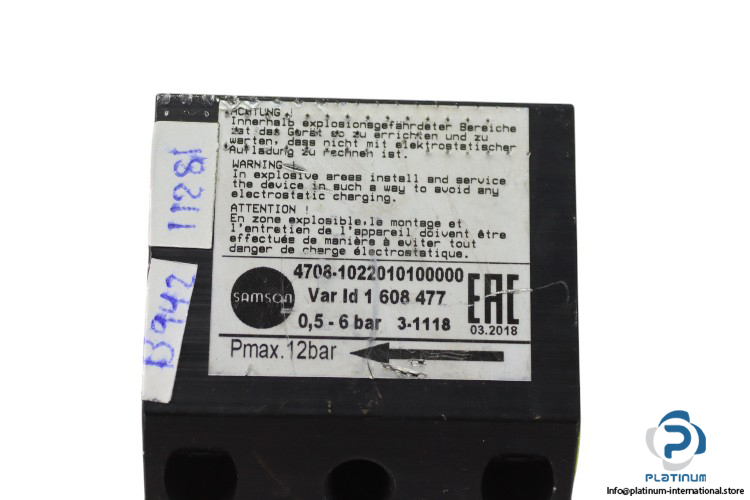 ACHTUNG !
Innerhalb explosionsgefährdeter Bereiche
ist das Gerät so zu errichten und zu
warten, dass nicht mit elektrostatischer
Aufladung zu rechnen ist.
WARNING !
In explosive areas install and service
the device in such a way to avoid any
electrostatic charging.
ATTENTION !
En zone explosible,le montage et
l'entretien de l'appareil doivent être
effectués de manière à éviter tout
danger de charge électrostatique.
samson
4708-1022010100000
Var Id 1 608 477
0,5 - 6 bar 3-1118
EAC
03.2018
Pmax.12bar
11281
B942
PLATINUM
Info@platinum-international.store